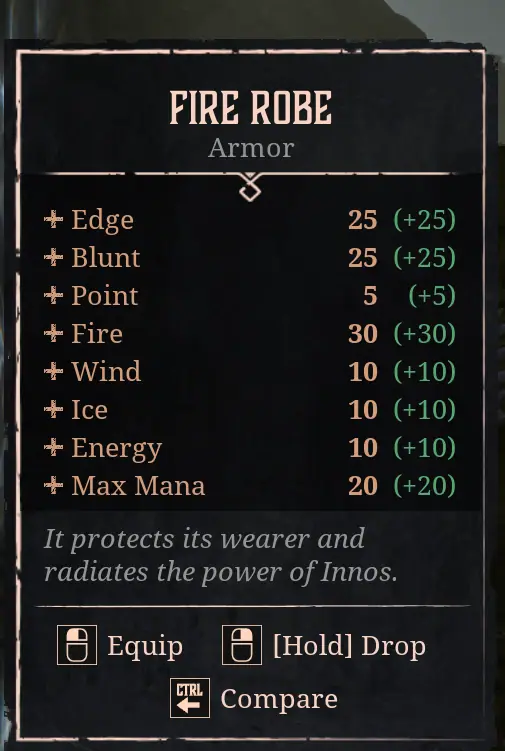 FIRE ROBE
Armor
Edge 25 (+25)
Blunt 25 (+25)
Point 5 (+5)
Fire 30 (+30)
Wind 10 (+10)
Ice 10 (+10)
Energy 10 (+10)
Max Mana 20 (+20)
It protects its wearer and
radiates the power of Innos.
Equip [Hold] Drop
CTRL Compare